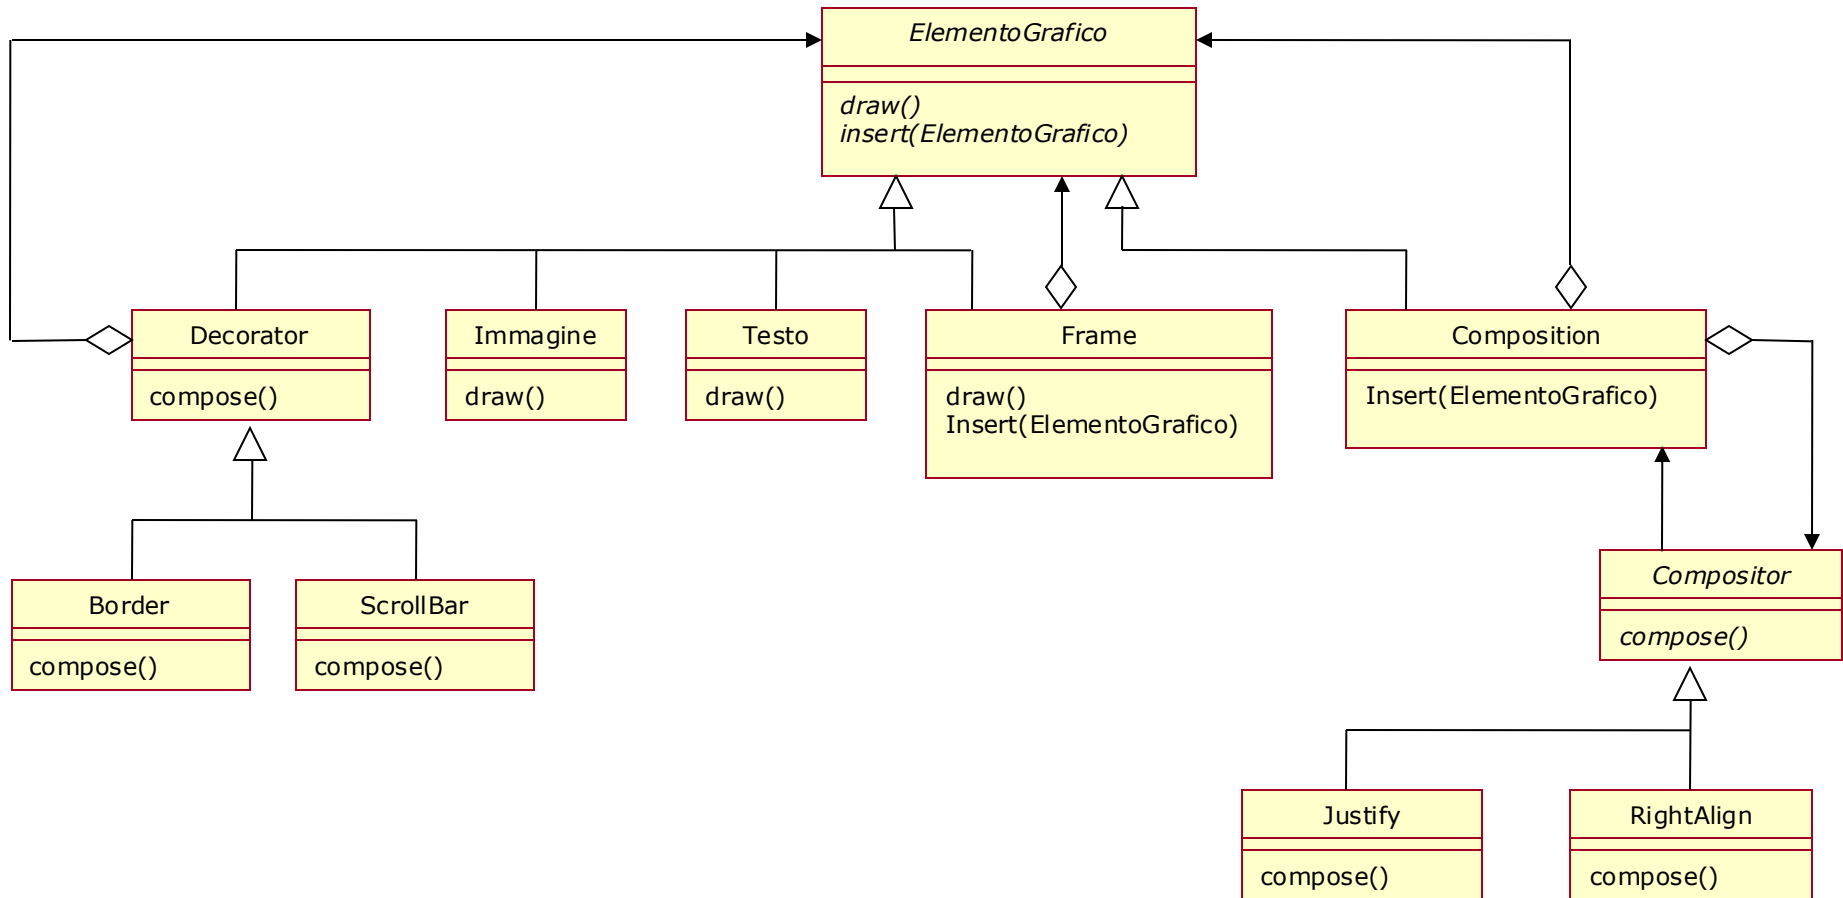 ElementoGrafico
draw()
insert(ElementoGrafico)
Decorator
compose()
Immagine
draw()
Testo
draw()
Frame
draw()
Insert(ElementoGrafico)
Composition
Insert(ElementoGrafico)
Border
compose()
ScrollBar
compose()
Compositor
compose()
Justify
compose()
RightAlign
compose()